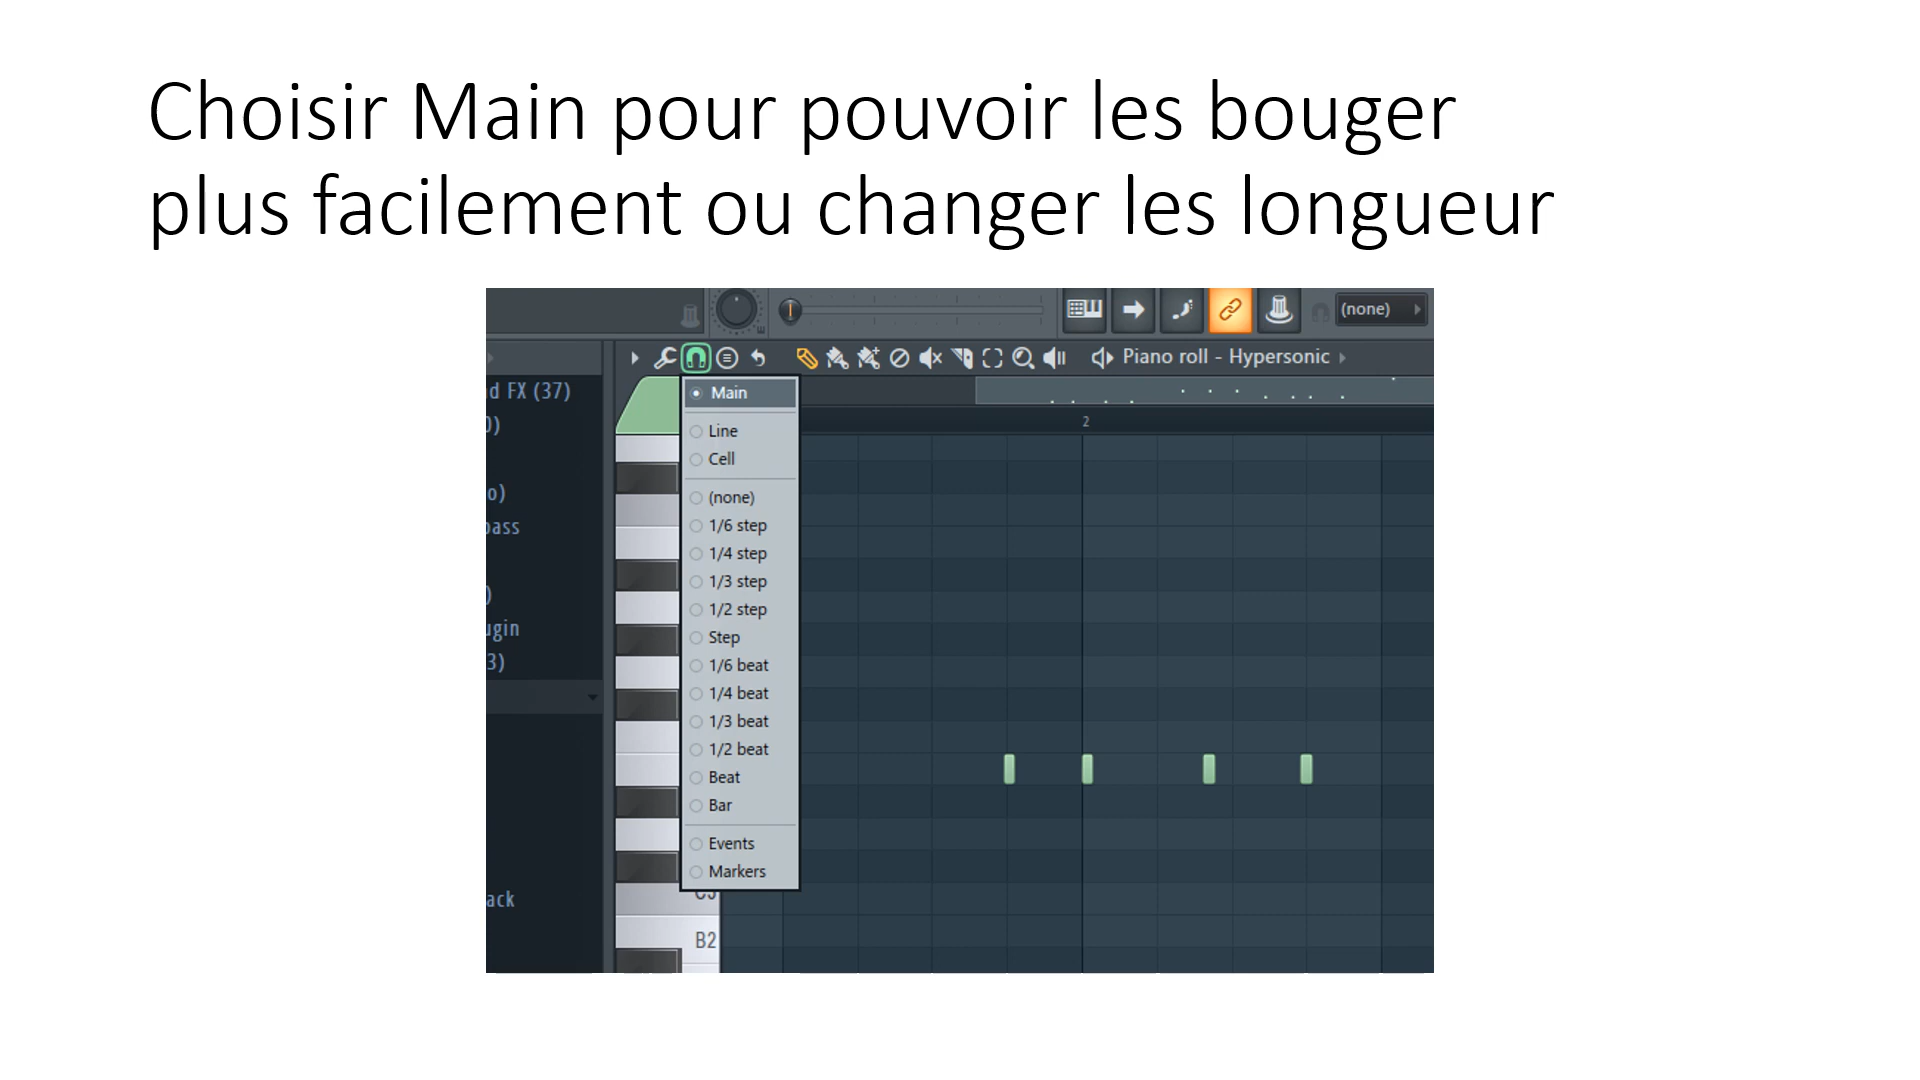 Choisir Main pour pouvoir les bouger
plus facilement ou changer les longueur
(none)
Piano roll - Hypersonic
FX (37)
Main
2
Line
Cell
(none)
1/6 step
1/4 step
1/3 step
1/2 step
Step
1/6 beat
1/4 beat
1/3 beat
1/2 beat
Beat
Bar
Events
Markers
B2